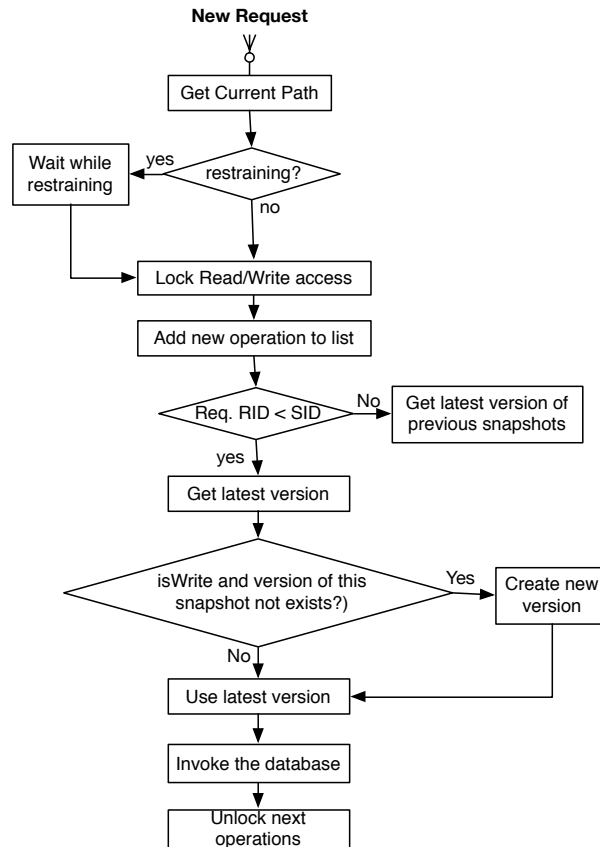 New Request
Get Current Path
Wait while
restraining
yes
restraining?
no
Lock Read/Write access
Add new operation to list
Req. RID < SID
No
Get latest version of
previous snapshots
yes
Get latest version
isWrite and version of this
snapshot not exists?)
Yes
Create new
version
No
Use latest version
Invoke the database
Unlock next
operations